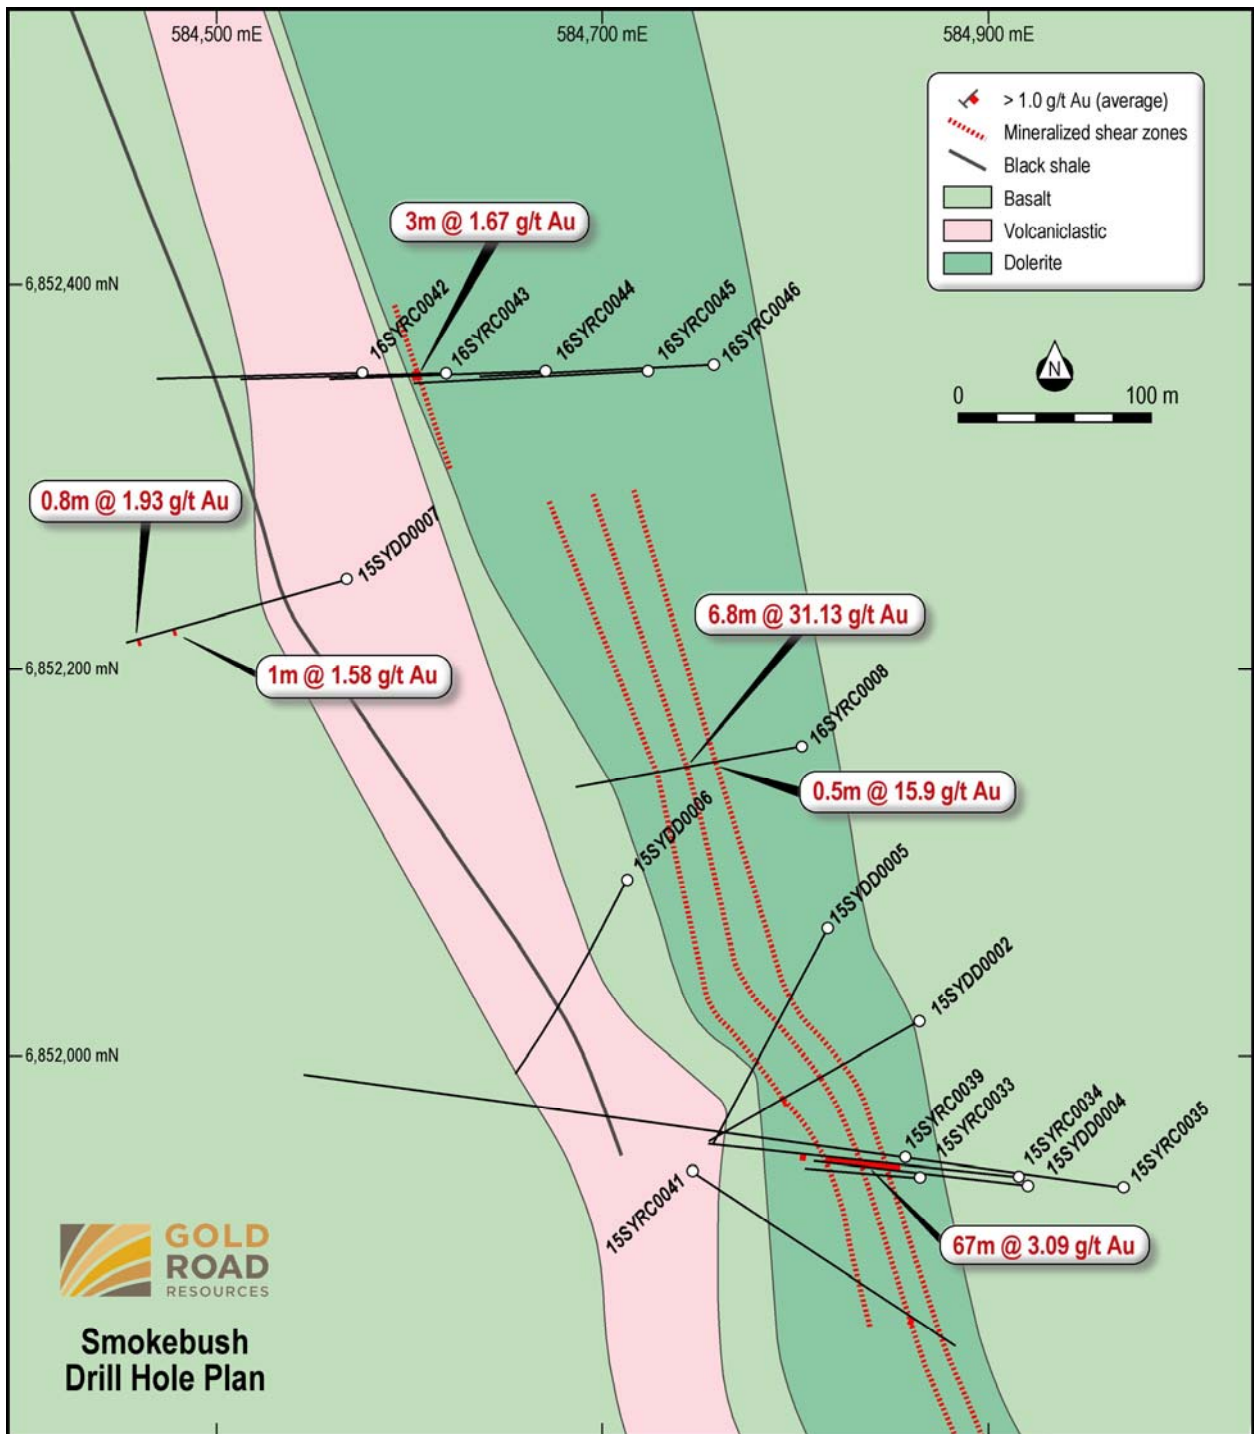 584,500 mE
584,700 mE
584,900 mE
> 1.0 g/t Au (average)
Mineralized shear zones
Black shale
Basalt
Volcaniclastic
Dolerite
3m @ 1.67 g/t Au
6,852,400 mN
16SYRC0042
16SYRC0043
16SYRC0044
16SYRC0045
16SYRC0046
N
0
100 m
0.8m @ 1.93 g/t Au
15SYDD0007
6.8m @ 31.13 g/t Au
6,852,200 mN
1m @ 1.58 g/t Au
16SYRC0008
0.5m @ 15.9 g/t Au
15SYDD0006
15SYDD0005
15SYDD0002
6,852,000 mN
15SYRC0039
15SYRC0033
15SYRC0034
15SYDD0004
15SYRC0035
15SYRC0041
67m @ 3.09 g/t Au
GOLD
ROAD
RESOURCES
Smokebush
Drill Hole Plan